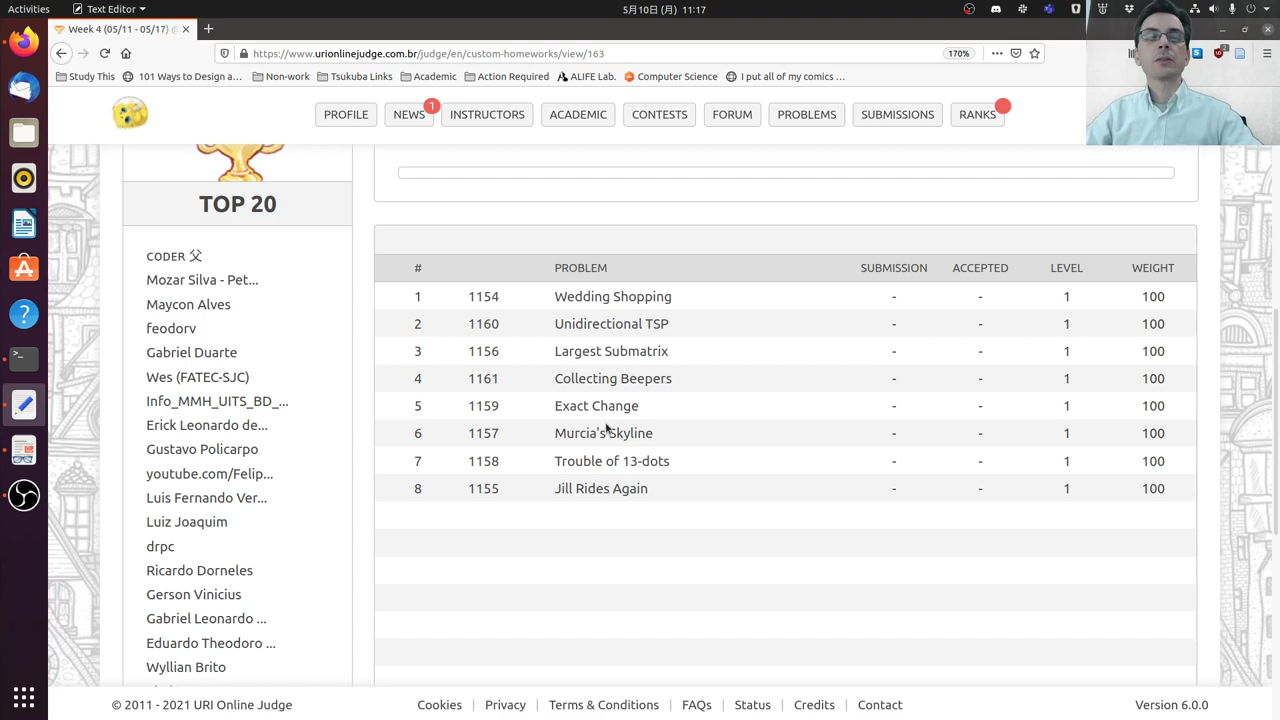 Activities
Text Editor
5月10日 (月) 11:17
Week 4 (05/11 - 05/17) @
https://www.urionlinejudge.com.br/judge/en/custom-homeworks/view/163
170%
Study This
101 Ways to Design a…
Non-work
Tsukuba Links
Academic
Action Required
ALIFE Lab.
Computer Science
I put all of my comics …
PROFILE
NEWS
1
INSTRUCTORS
ACADEMIC
CONTESTS
FORUM
PROBLEMS
SUBMISSIONS
RANKS
TOP 20
CODER 父
Mozar Silva - Pet...
Maycon Alves
feodorv
Gabriel Duarte
Wes (FATEC-SJC)
Info_MMH_UITS_BD_...
Erick Leonardo de...
Gustavo Policarpo
youtube.com/Felip...
Luis Fernando Ver...
Luiz Joaquim
drpc
Ricardo Dorneles
Gerson Vinicius
Gabriel Leonardo ...
Eduardo Theodoro ...
Wyllian Brito
# PROBLEM SUBMISSION ACCEPTED LEVEL WEIGHT
1 1154 Wedding Shopping - - 1 100
2 1160 Unidirectional TSP - - 1 100
3 1156 Largest Submatrix - - 1 100
4 1161 Collecting Beepers - - 1 100
5 1159 Exact Change - - 1 100
6 1157 Murcia's Skyline - - 1 100
7 1158 Trouble of 13-dots - - 1 100
8 1155 Jill Rides Again - - 1 100
© 2011 - 2021 URI Online Judge
Cookies
Privacy
Terms & Conditions
FAQs
Status
Credits
Contact
Version 6.0.0